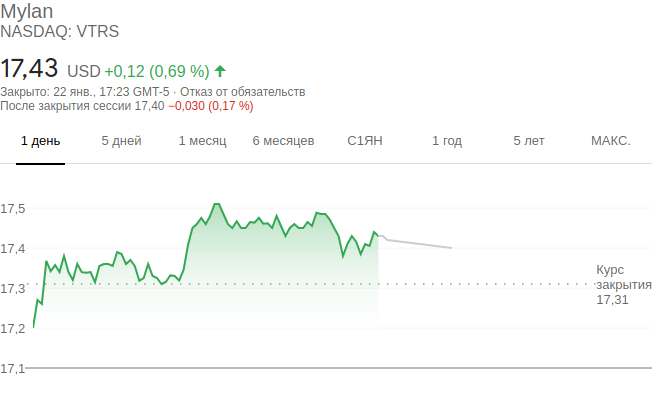 Mylan
NASDAQ: VTRS
17,43 USD +0,12 (0,69 %)
Закрыто: 22 янв., 17:23 GMT-5 · Отказ от обязательств
После закрытия сессии 17,40 −0,030 (0,17 %)
1 день 5 дней 1 месяц 6 месяцев С1ЯН 1 год 5 лет МАКС.
17,5
17,4
17,3
17,2
17,1
Курс
закрытия
17,31